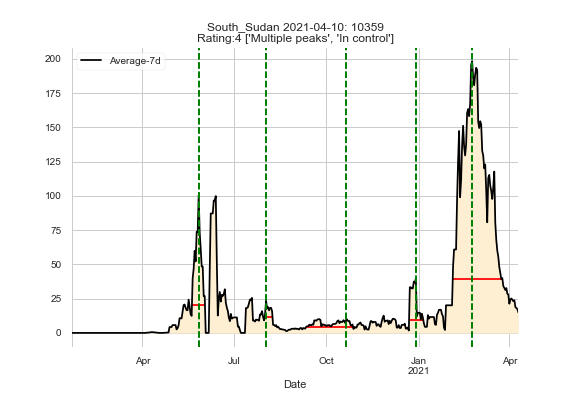 South_Sudan 2021-04-10: 10359
Rating:4 ['Multiple peaks', 'In control']
Average-7d
200
175
150
125
100
75
50
25
0
Apr
Jul
Oct
Jan
2021
Apr
Date